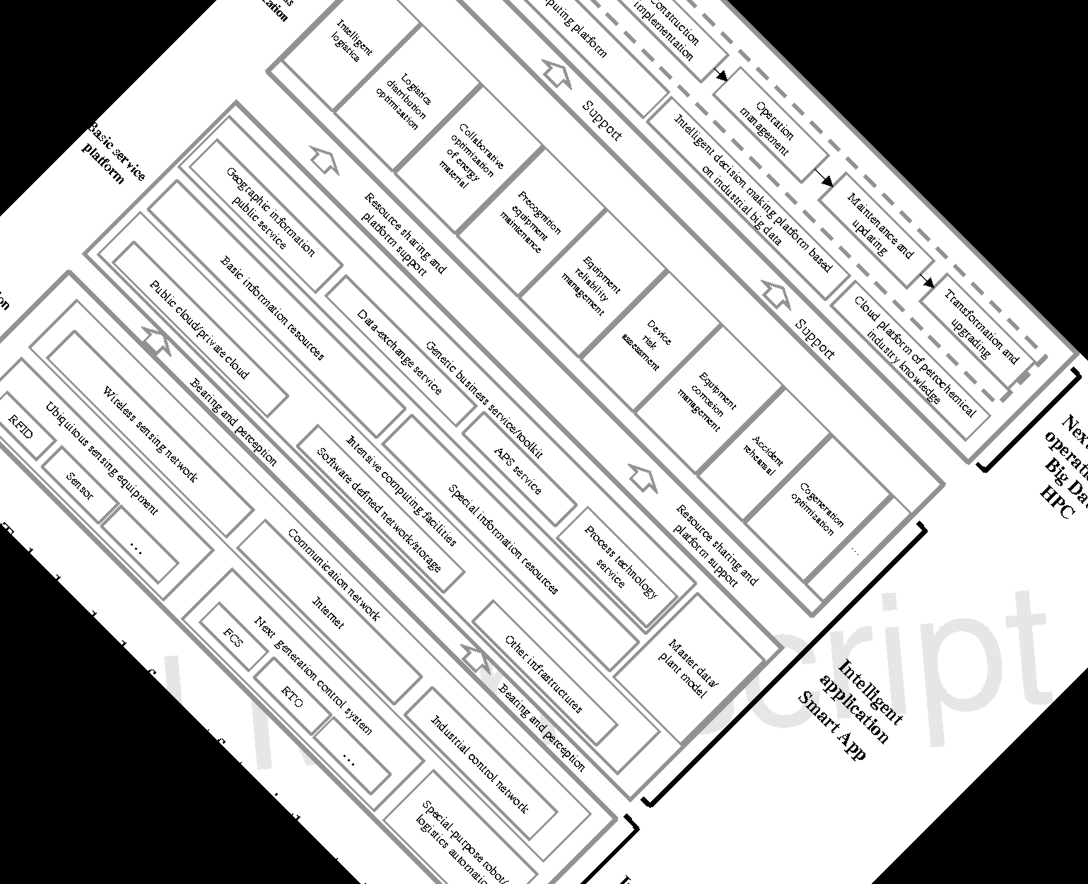 Construction
implementation
Operation
management
Maintenance and
updating
Transformation and
upgrading
platform
Intelligent decision making platform based
on industrial big data
Cloud platform of petrochemical
industry knowledge
Big
HPC
Support
Support
Intelligent
logistics
Logistics
distribution
optimization
Collaborative
optimization
of energy
material
Precognition
equipment
maintenance
Equipment
reliability
management
Device
risk
assessment
Equipment
corrosion
management
Accident
rehearsal
Cogeneration
optimization
...
Intelligent
application
Smart App
Resource sharing and
platform support
Resource sharing and
platform support
Basic service
platform
Geographic information
public service
Data-exchange service
Generic business service/toolkit
APS service
Process technology
service
Basic information resources
Special information resources
Master data/
plant model
Public cloud/private cloud
Intensive computing facilities
Software defined network/storage
Other infrastructures
Bearing and perception
Bearing and perception
Wireless sensing network
Communication network
Internet
Industrial control network
Ubiquitous sensing equipment
RFID
Sensor
...
Next generation control system
FCS
RTO
...
Special-purpose robot/
logistics